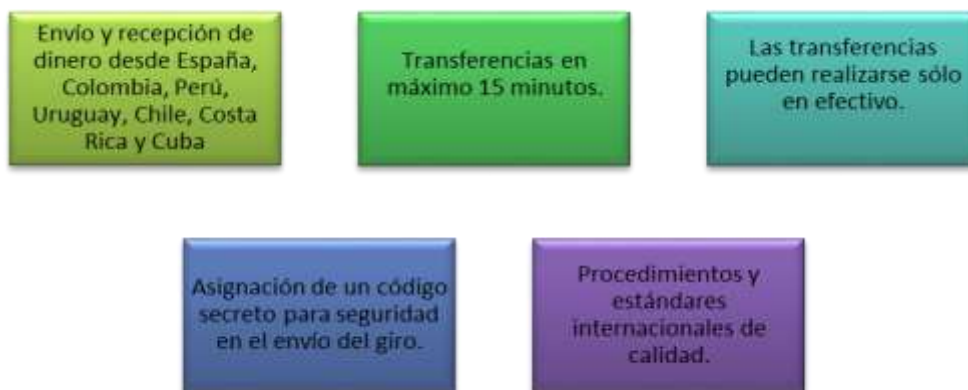 Envío y recepción de
dinero desde España,
Colombia, Perú,
Uruguay, Chile, Costa
Rica y Cuba
Transferencias en
máximo 15 minutos.
Las transferencias
pueden realizarse sólo
en efectivo.
Asignación de un código
secreto para seguridad
en el envío del giro.
Procedimientos y
estándares
internacionales de
calidad.